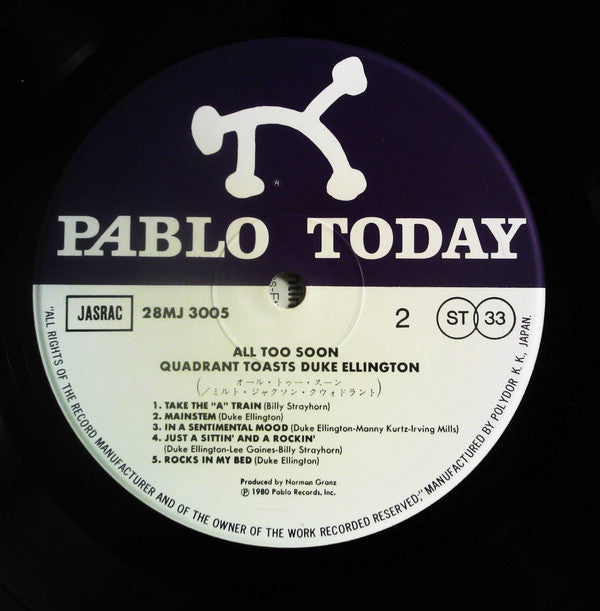 ®
PABLO TODAY
JASRAC 28MJ 3005 2 ST 33
ALL TOO SOON
QUADRANT TOASTS DUKE ELLINGTON
(オール・トゥー・スーン
/ミルト・ジャクソン・クウォドラント)
1. TAKE THE "A" TRAIN (Billy Strayhorn)
2. MAINSTEM (Duke Ellington)
3. IN A SENTIMENTAL MOOD (Duke Ellington-Manny Kurtz-Irving Mills)
4. JUST A SITTIN' AND A ROCKIN'
(Duke Ellington-Lee Gaines-Billy Strayhorn)
5. ROCKS IN MY BED (Duke Ellington)
Produced by Norman Granz
℗ 1980 Pablo Records, Inc.
"ALL RIGHTS OF THE RECORD MANUFACTURER AND OF THE OWNER OF THE WORK RECORDED RESERVED;" MANUFACTURED BY POLYDOR K. K., JAPAN.